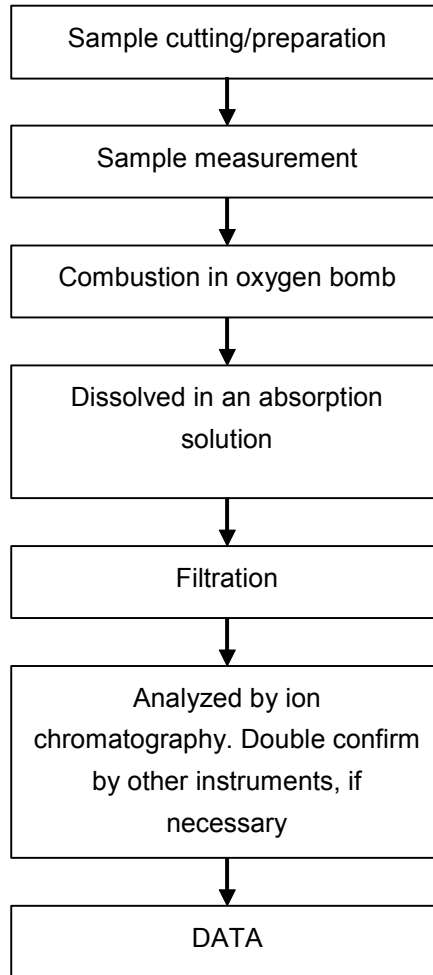 Sample cutting/preparation
Sample measurement
Combustion in oxygen bomb
Dissolved in an absorption
solution
Filtration
Analyzed by ion
chromatography. Double confirm
by other instruments, if
necessary
DATA